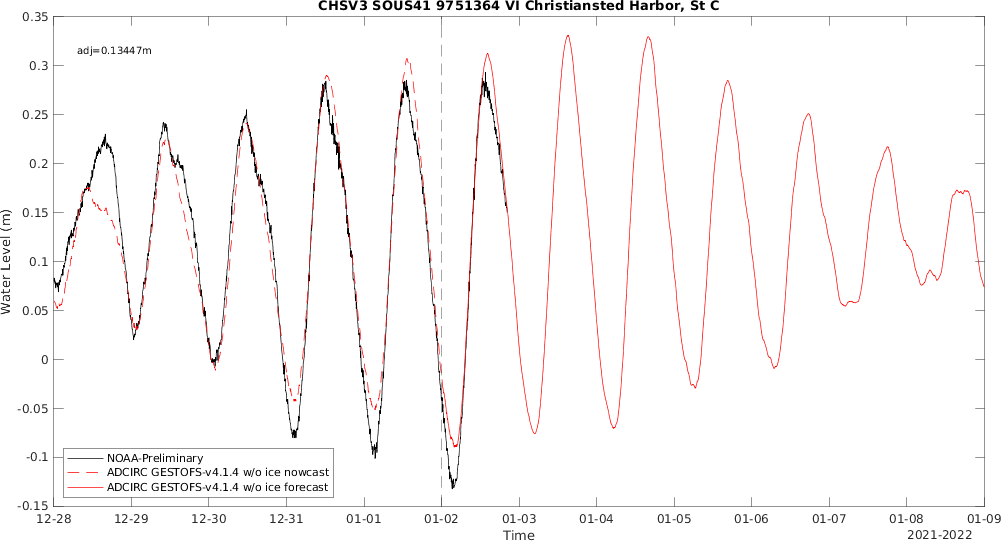 CHSV3 SOUS41 9751364 VI Christiansted Harbor, St C
adj=0.13447m
Water Level (m)
0.35
0.3
0.25
0.2
0.15
0.1
0.05
0
-0.05
-0.1
-0.15
NOAA-Preliminary
ADCIRC GESTOFS-v4.1.4 w/o ice nowcast
ADCIRC GESTOFS-v4.1.4 w/o ice forecast
12-28 12-29 12-30 12-31 01-01 01-02 01-03 01-04 01-05 01-06 01-07 01-08 01-09
Time
2021-2022